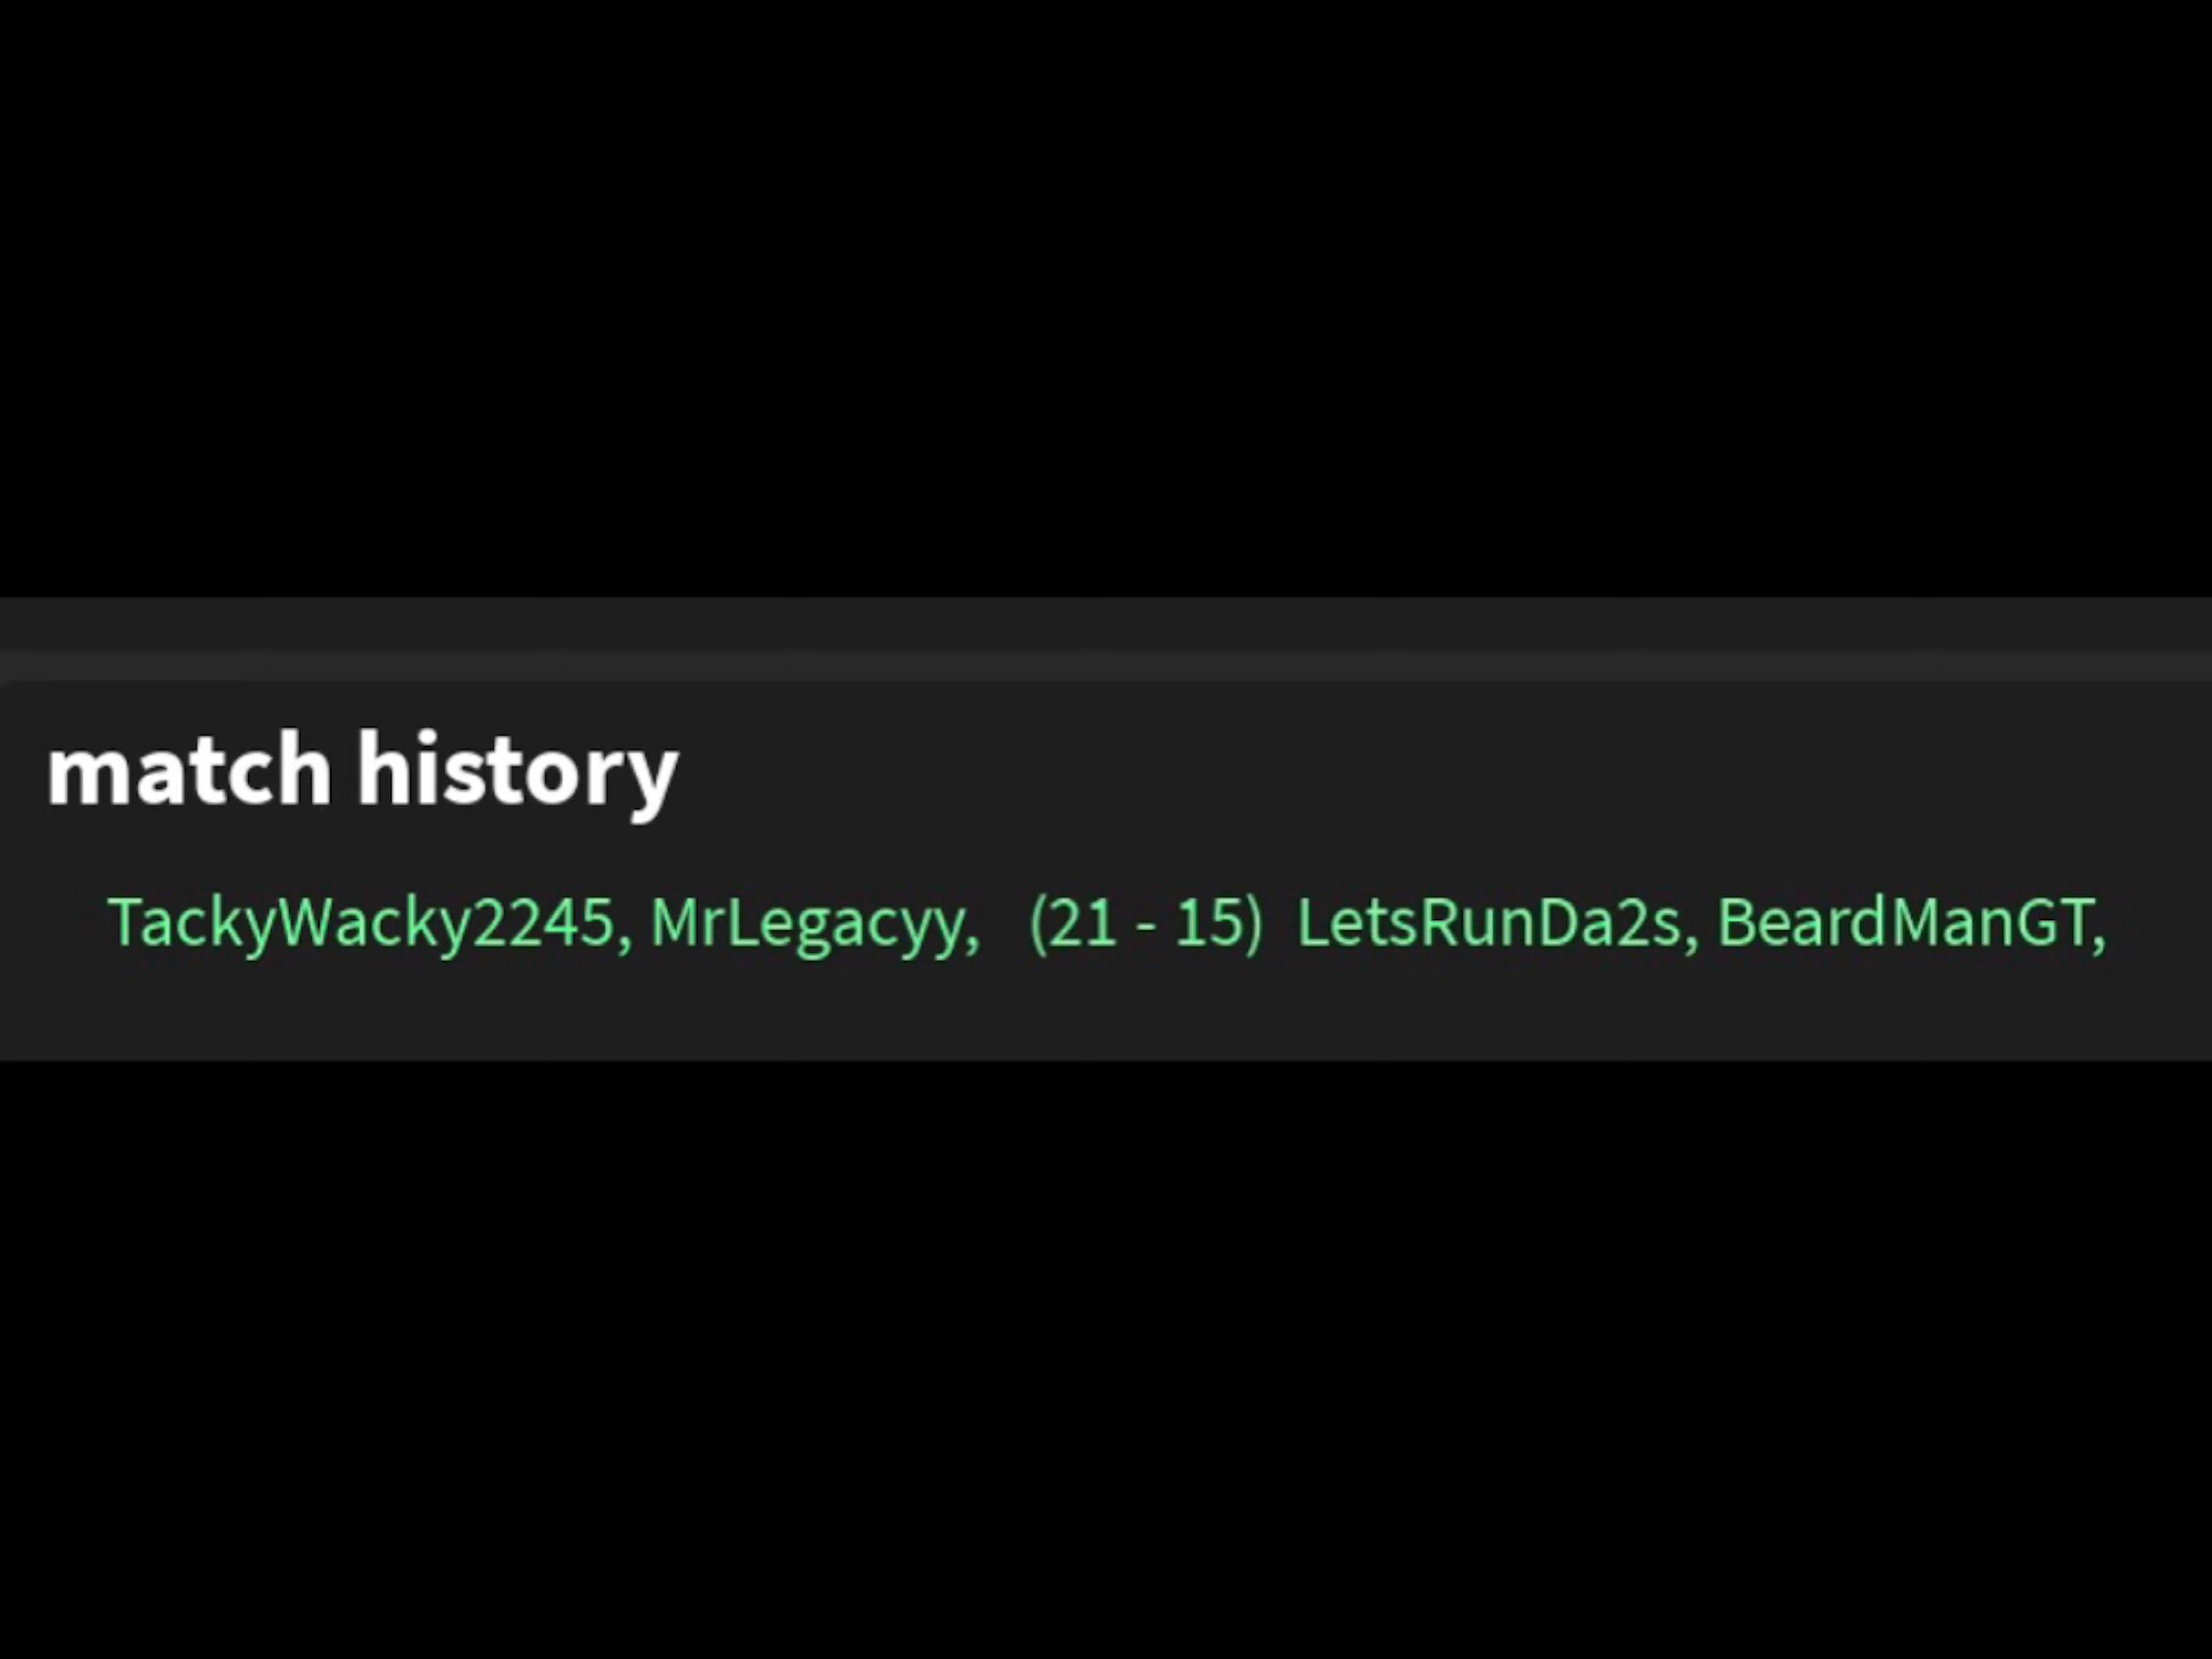 match history
TackyWacky2245, MrLegacyy, (21 - 15) LetsRunDa2s, BeardManGT,